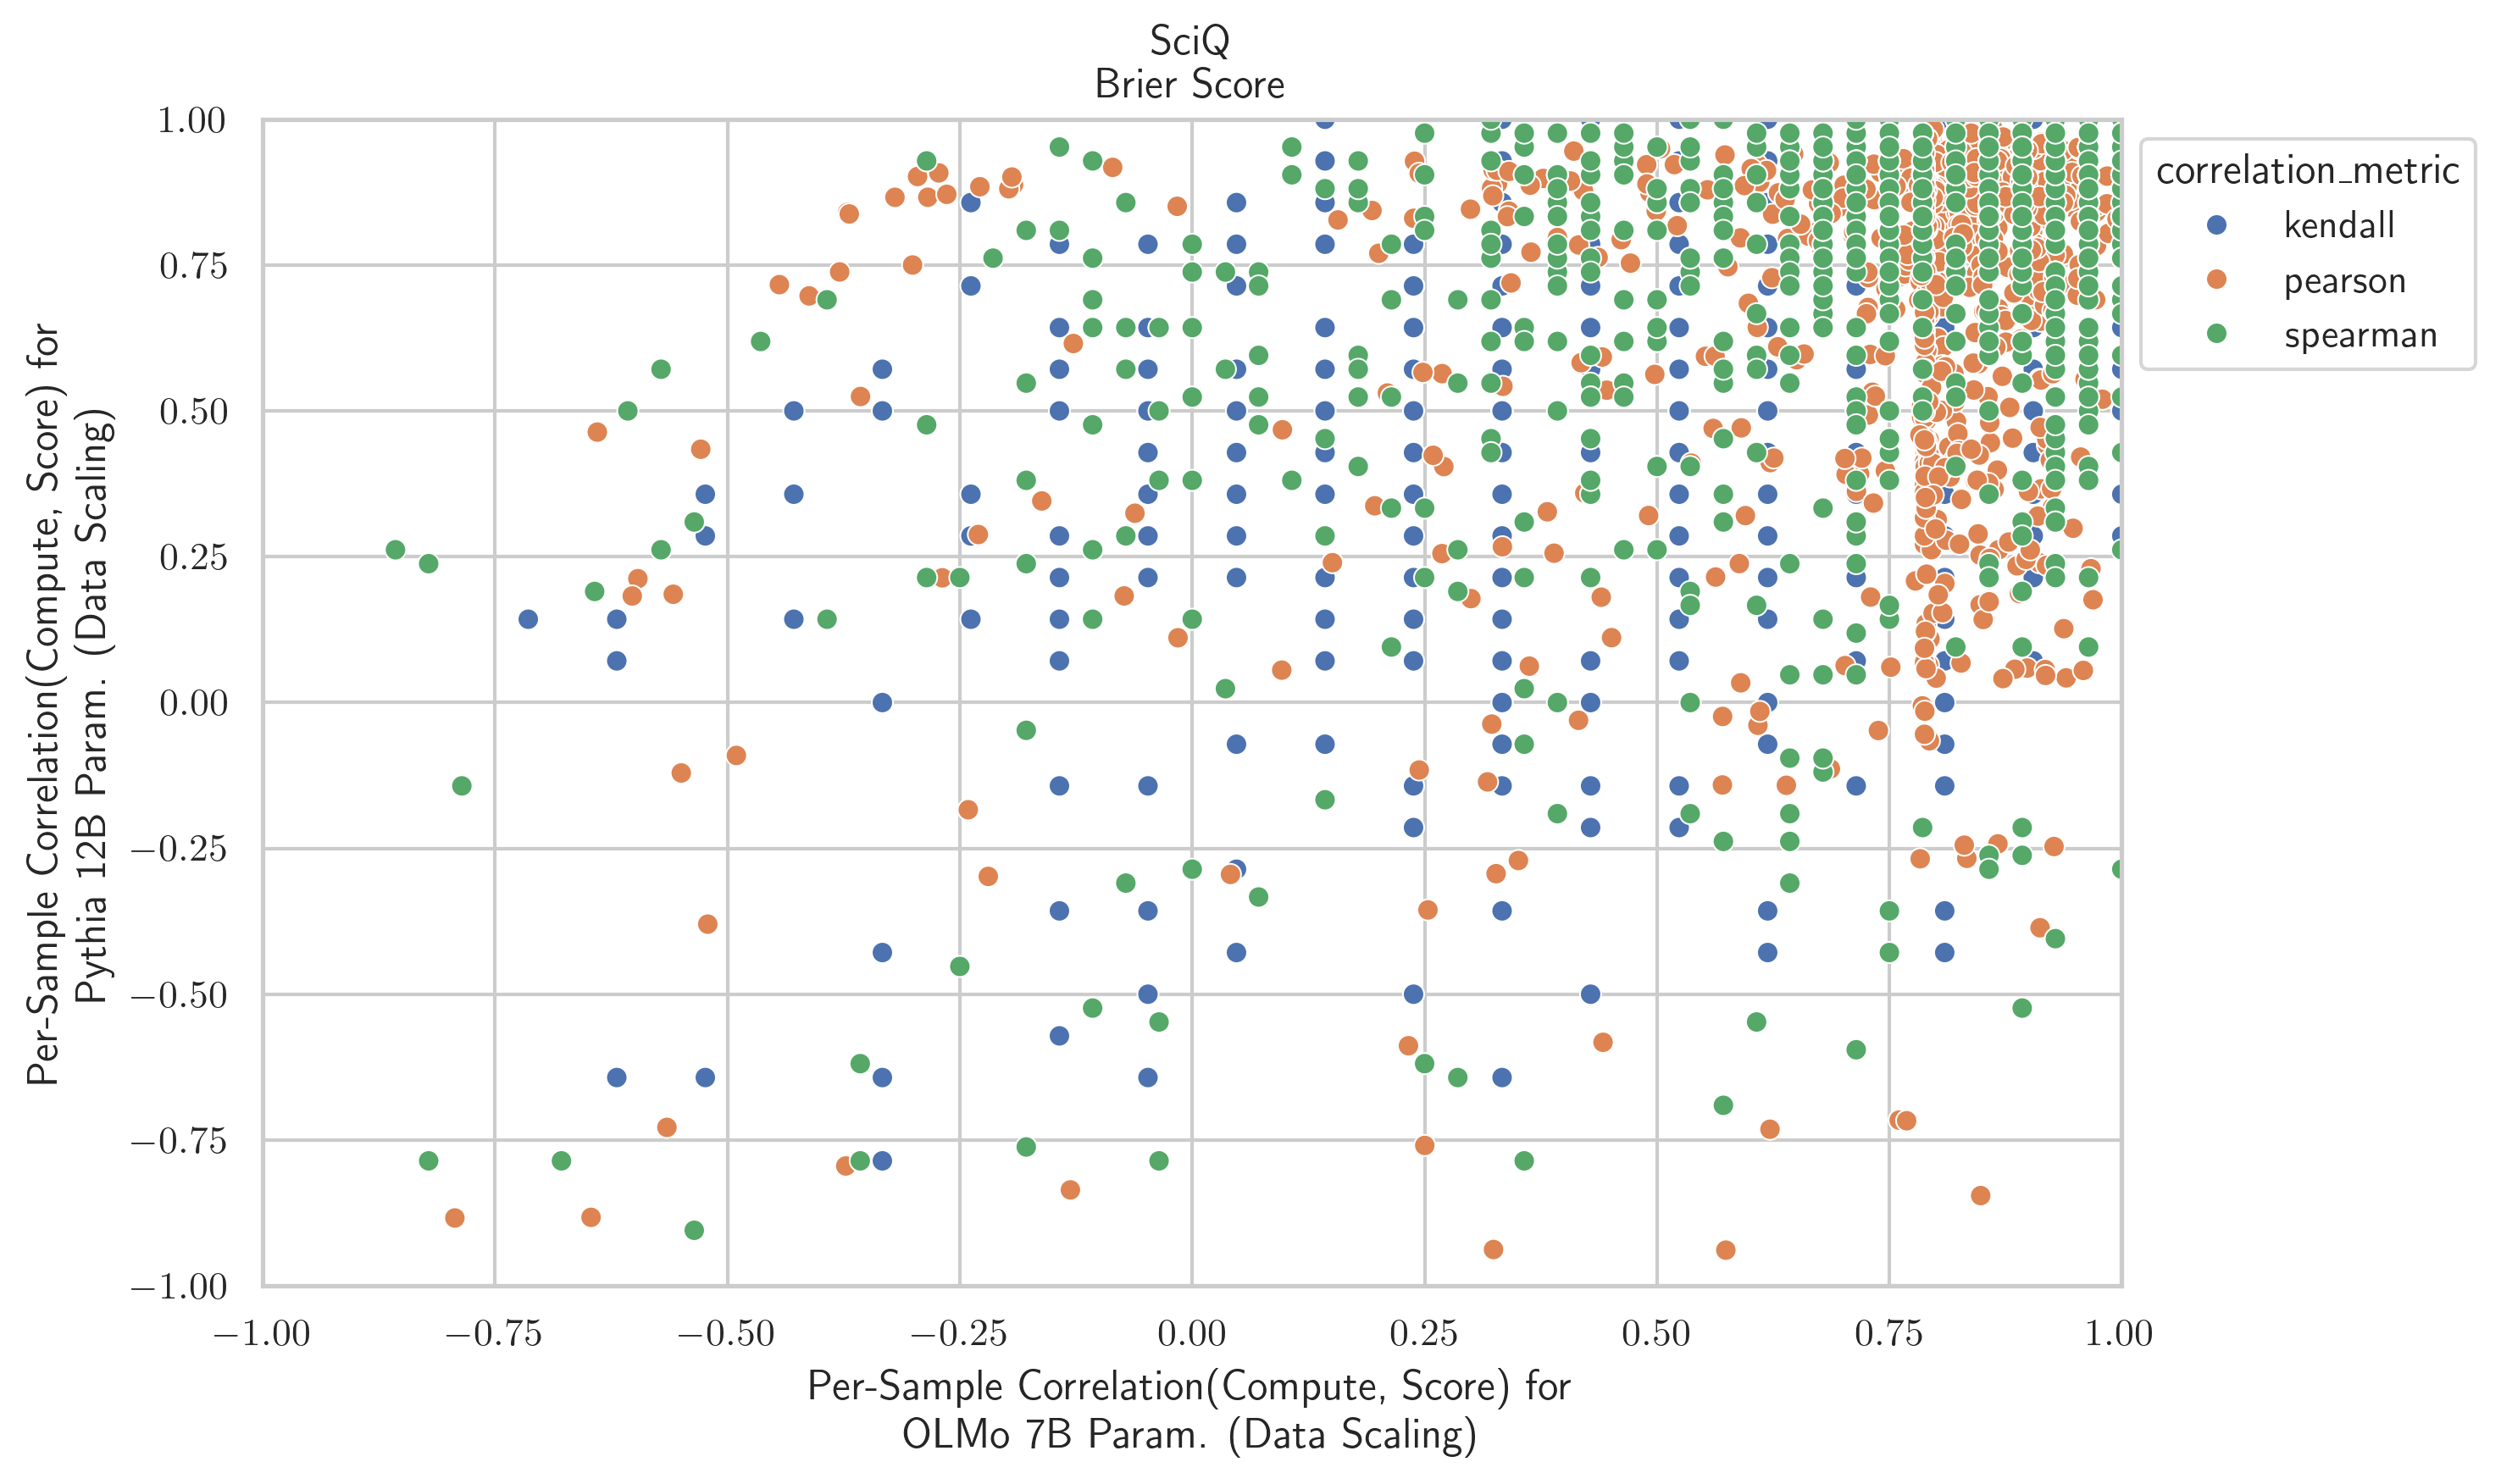 SciQ
Brier Score
Per-Sample Correlation(Compute, Score) for
Pythia 12B Param. (Data Scaling)
1.00
0.75
0.50
0.25
0.00
−0.25
−0.50
−0.75
−1.00
−1.00
−0.75
−0.50
−0.25
0.00
0.25
0.50
0.75
1.00
Per-Sample Correlation(Compute, Score) for
OLMo 7B Param. (Data Scaling)
correlation_metric
kendall
pearson
spearman